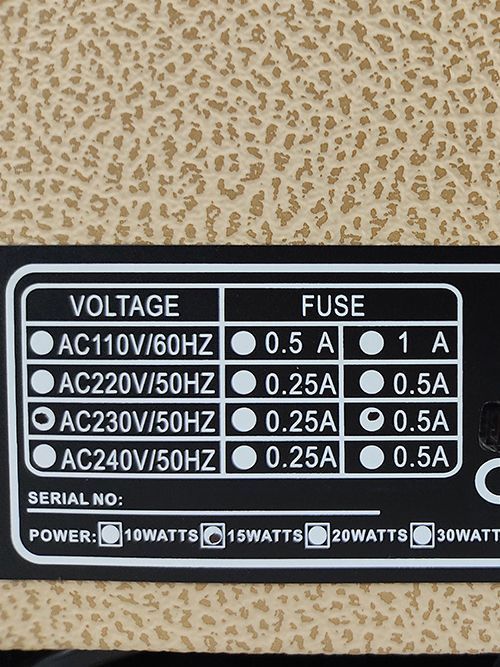 VOLTAGE FUSE
AC110V/60HZ 0.5 A 1 A
AC220V/50HZ 0.25A 0.5A
AC230V/50HZ 0.25A 0.5A
AC240V/50HZ 0.25A 0.5A
SERIAL NO:
POWER: 10WATTS 15WATTS 20WATTS 30WATT